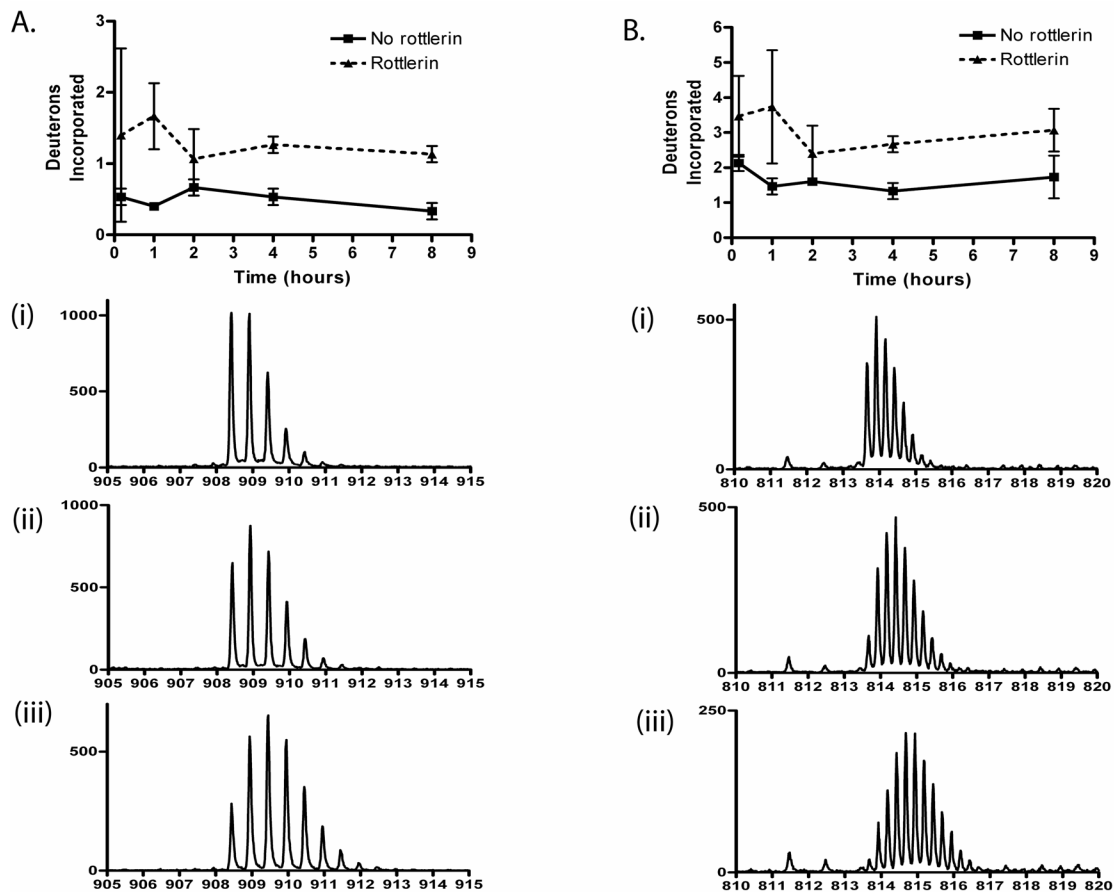 A.
3
2
1
0
Deuterons
Incorporated
No rottlerin
Rottlerin
0 1 2 3 4 5 6 7 8 9
Time (hours)
(i)
1000
500
0
905 906 907 908 909 910 911 912 913 914 915
(ii)
1000
500
0
905 906 907 908 909 910 911 912 913 914 915
(iii)
500
0
905 906 907 908 909 910 911 912 913 914 915
B.
6
5
4
3
2
1
0
Deuterons
Incorporated
No rottlerin
Rottlerin
0 1 2 3 4 5 6 7 8 9
Time (hours)
(i)
500
0
810 811 812 813 814 815 816 817 818 819 820
(ii)
500
0
810 811 812 813 814 815 816 817 818 819 820
(iii)
250
0
810 811 812 813 814 815 816 817 818 819 820